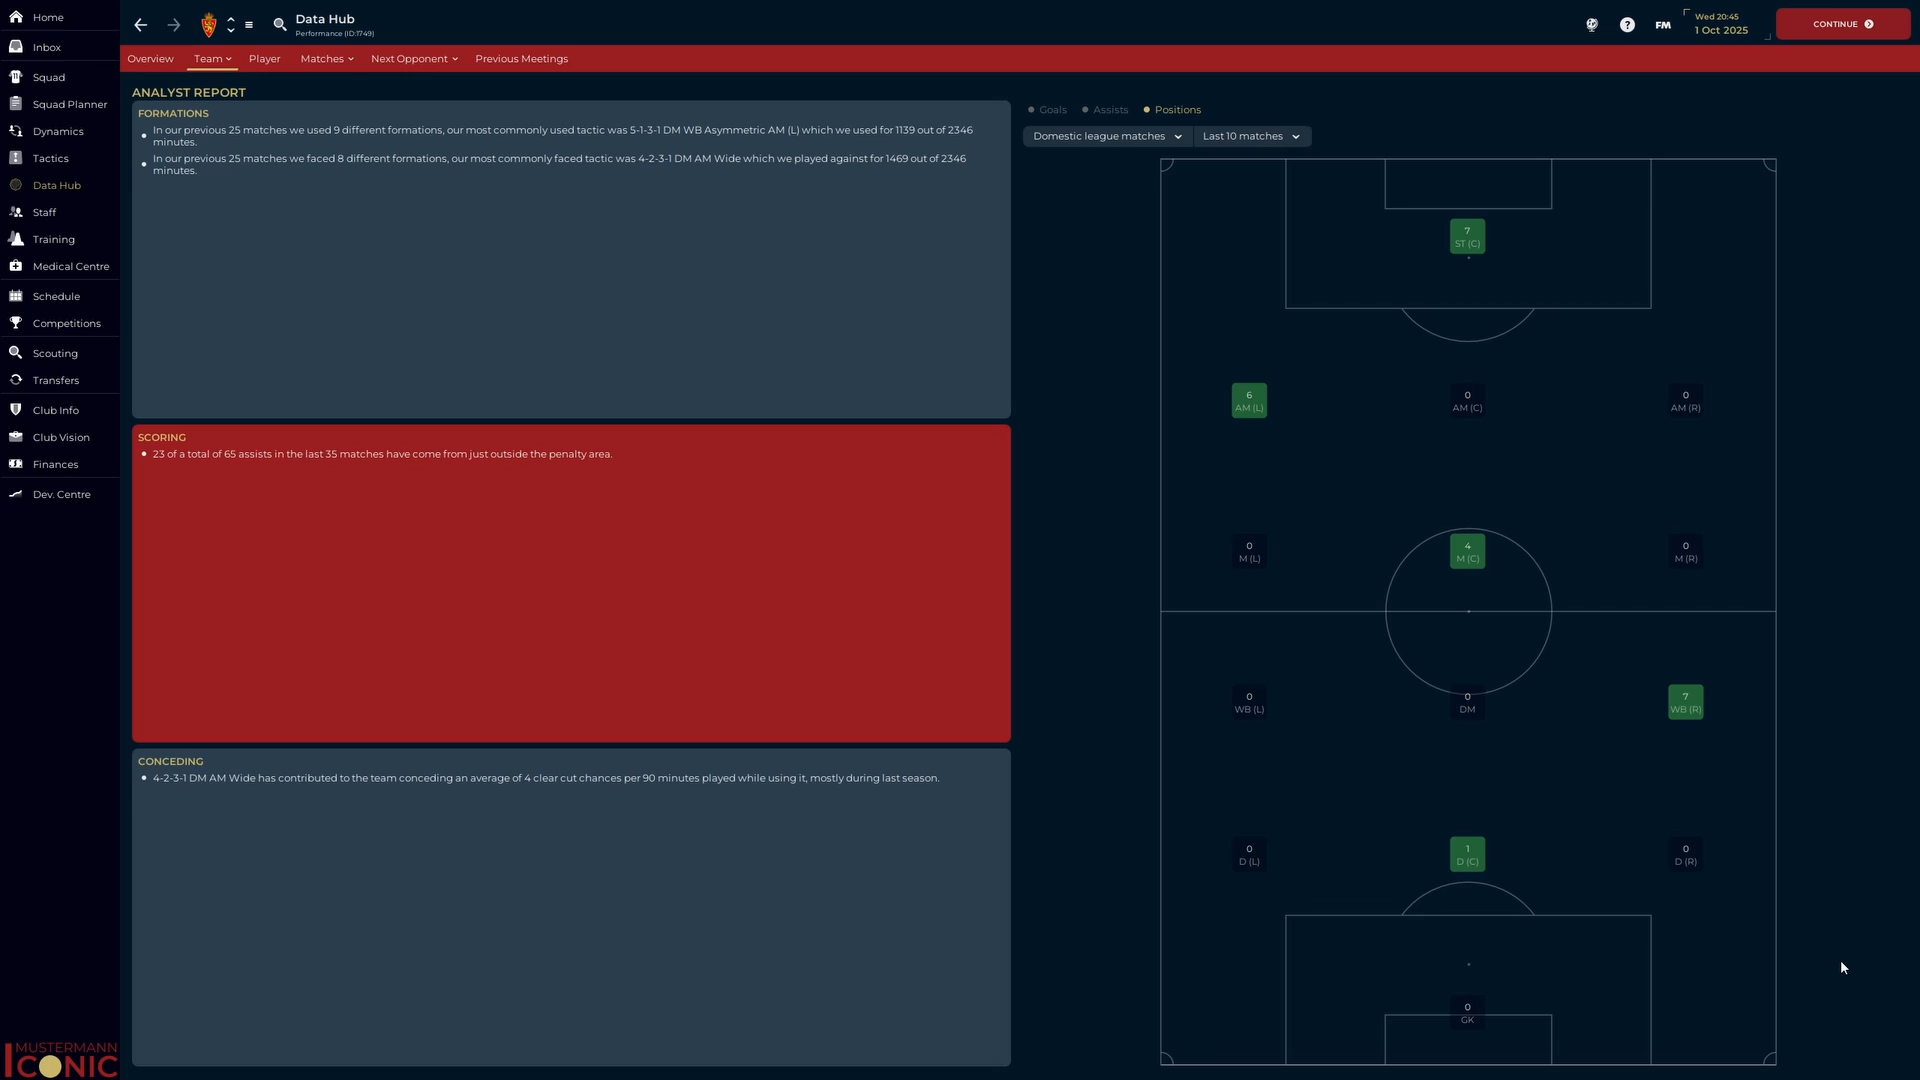 Home
Inbox
Squad
Squad Planner
Dynamics
Tactics
Data Hub
Staff
Training
Medical Centre
Schedule
Competitions
Scouting
Transfers
Club Info
Club Vision
Finances
Dev. Centre
MUSTERMANN
ICONIC
Data Hub
Performance (ID:1749)
?
FM
Wed 20:45
1 Oct 2025
CONTINUE
Overview
Team
Player
Matches
Next Opponent
Previous Meetings
ANALYST REPORT
FORMATIONS
In our previous 25 matches we used 9 different formations, our most commonly used tactic was 5-1-3-1 DM WB Asymmetric AM (L) which we used for 1139 out of 2346
minutes.
In our previous 25 matches we faced 8 different formations, our most commonly faced tactic was 4-2-3-1 DM AM Wide which we played against for 1469 out of 2346
minutes.
SCORING
23 of a total of 65 assists in the last 35 matches have come from just outside the penalty area.
CONCEDING
4-2-3-1 DM AM Wide has contributed to the team conceding an average of 4 clear cut chances per 90 minutes played while using it, mostly during last season.
Goals
Assists
Positions
Domestic league matches
Last 10 matches
7
ST (C)
6
AM (L)
0
AM (C)
0
AM (R)
0
M (L)
4
M (C)
0
M (R)
0
WB (L)
0
DM
7
WB (R)
0
D (L)
1
D (C)
0
D (R)
0
GK